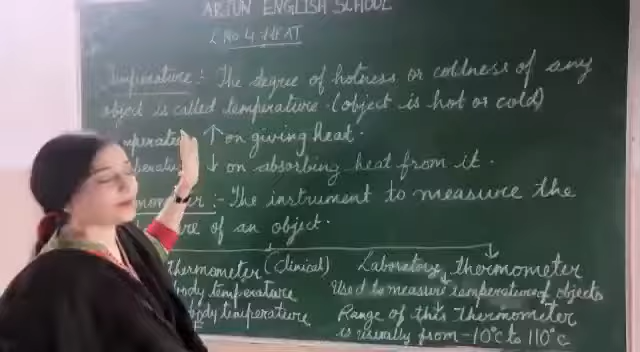 ARJUN ENGLISH SCHOOL
L NO 4 HEAT
Temperature :- The degree of hotness or coldness of any
object is called temperature. (object is hot or cold)
↑ on giving heat.
↓ on absorbing heat from it.
:- The instrument to measure the
of an object.
thermometer (Clinical)
body temperature
body temperature
Laboratory thermometer
Used to measure temperature of objects
Range of this thermometer
is usually from -10°c to 110°c